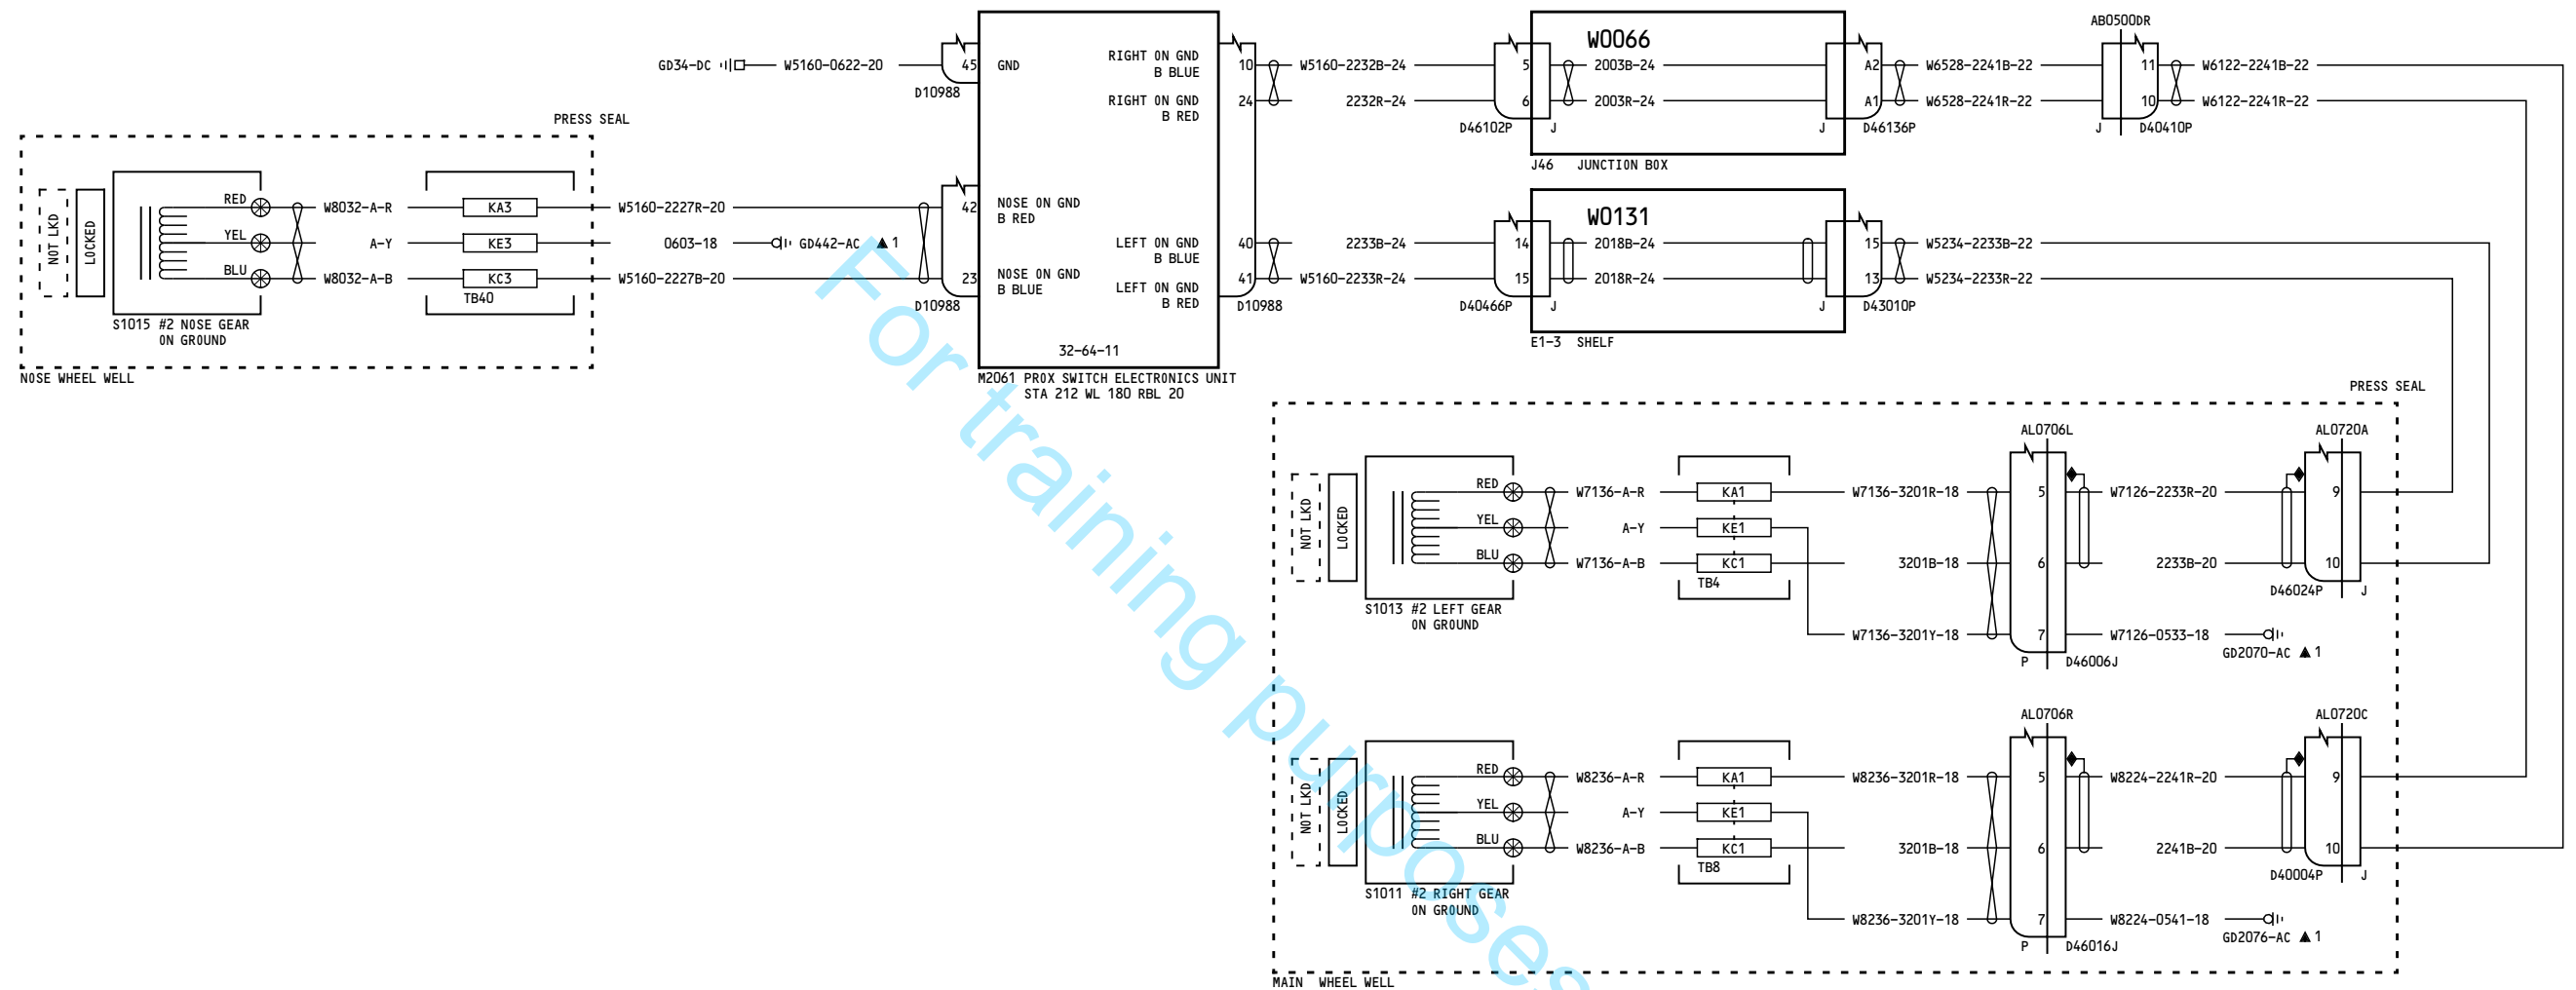 AB0500DR
GD34-DC W5160-0622-20 45 GND
D10988
RIGHT ON GND
B BLUE
10 W5160-2232B-24 5 2003B-24 A2 W6528-2241B-22 11 W6122-2241B-22
RIGHT ON GND
B RED
24 2232R-24 6 2003R-24 A1 W6528-2241R-22 10 W6122-2241R-22
W0066
D46102P J J D46136P J D40410P
J46 JUNCTION BOX
PRESS SEAL
NOT LKD
LOCKED
RED W8032-A-R KA3 W5160-2227R-20 42 NOSE ON GND
B RED
YEL A-Y KE3 0603-18 GD442-AC ▲ 1
BLU W8032-A-B KC3 W5160-2227B-20 23 NOSE ON GND
B BLUE
TB40
D10988
S1015 #2 NOSE GEAR
ON GROUND
NOSE WHEEL WELL
W0131
LEFT ON GND
B BLUE
40 2233B-24 14 2018B-24 15 W5234-2233B-22
LEFT ON GND
B RED
41 W5160-2233R-24 15 2018R-24 13 W5234-2233R-22
D10988 D40466P J J D43010P
E1-3 SHELF
32-64-11
M2061 PROX SWITCH ELECTRONICS UNIT
STA 212 WL 180 RBL 20
PRESS SEAL
AL0706L AL0720A
NOT LKD
LOCKED
RED W7136-A-R KA1 W7136-3201R-18 5 W7126-2233R-20 9
YEL A-Y KE1
BLU W7136-A-B KC1 3201B-18 6 2233B-20 10
TB4
D46024P J
S1013 #2 LEFT GEAR
ON GROUND
W7136-3201Y-18 7 W7126-0533-18
GD2070-AC ▲ 1
P D46006J
AL0706R AL0720C
NOT LKD
LOCKED
RED W8236-A-R KA1 W8236-3201R-18 5 W8224-2241R-20 9
YEL A-Y KE1
BLU W8236-A-B KC1 3201B-18 6 2241B-20 10
TB8
D40004P J
S1011 #2 RIGHT GEAR
ON GROUND
W8236-3201Y-18 7 W8224-0541-18
GD2076-AC ▲ 1
P D46016J
MAIN WHEEL WELL
For training purposes